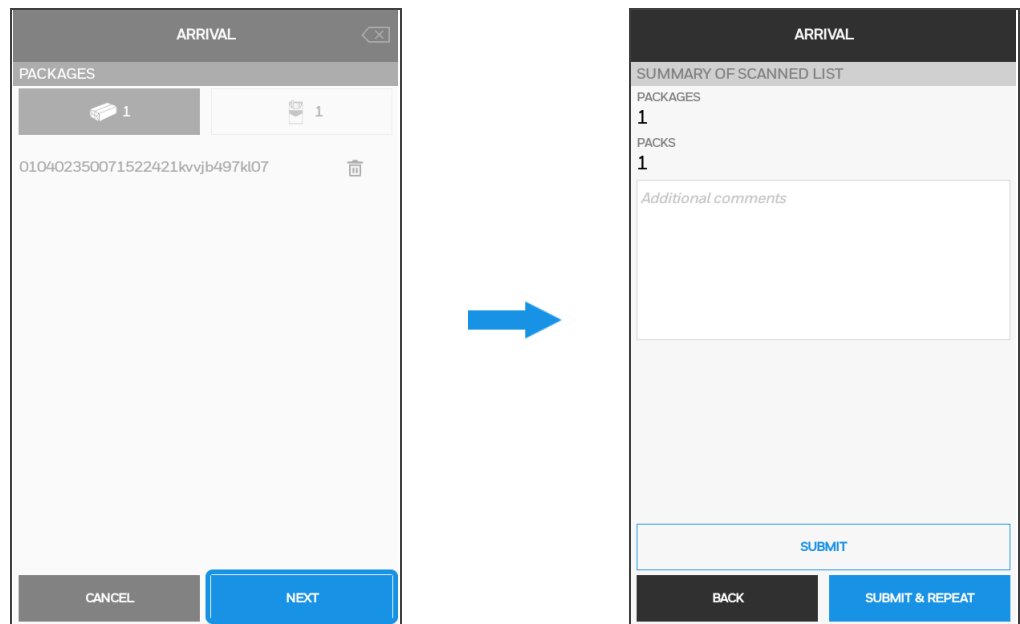 ARRIVAL
PACKAGES
1
1
010402350071522421kvvjb497kl07
CANCEL
NEXT
ARRIVAL
SUMMARY OF SCANNED LIST
PACKAGES
1
PACKS
1
Additional comments
SUBMIT
BACK
SUBMIT & REPEAT